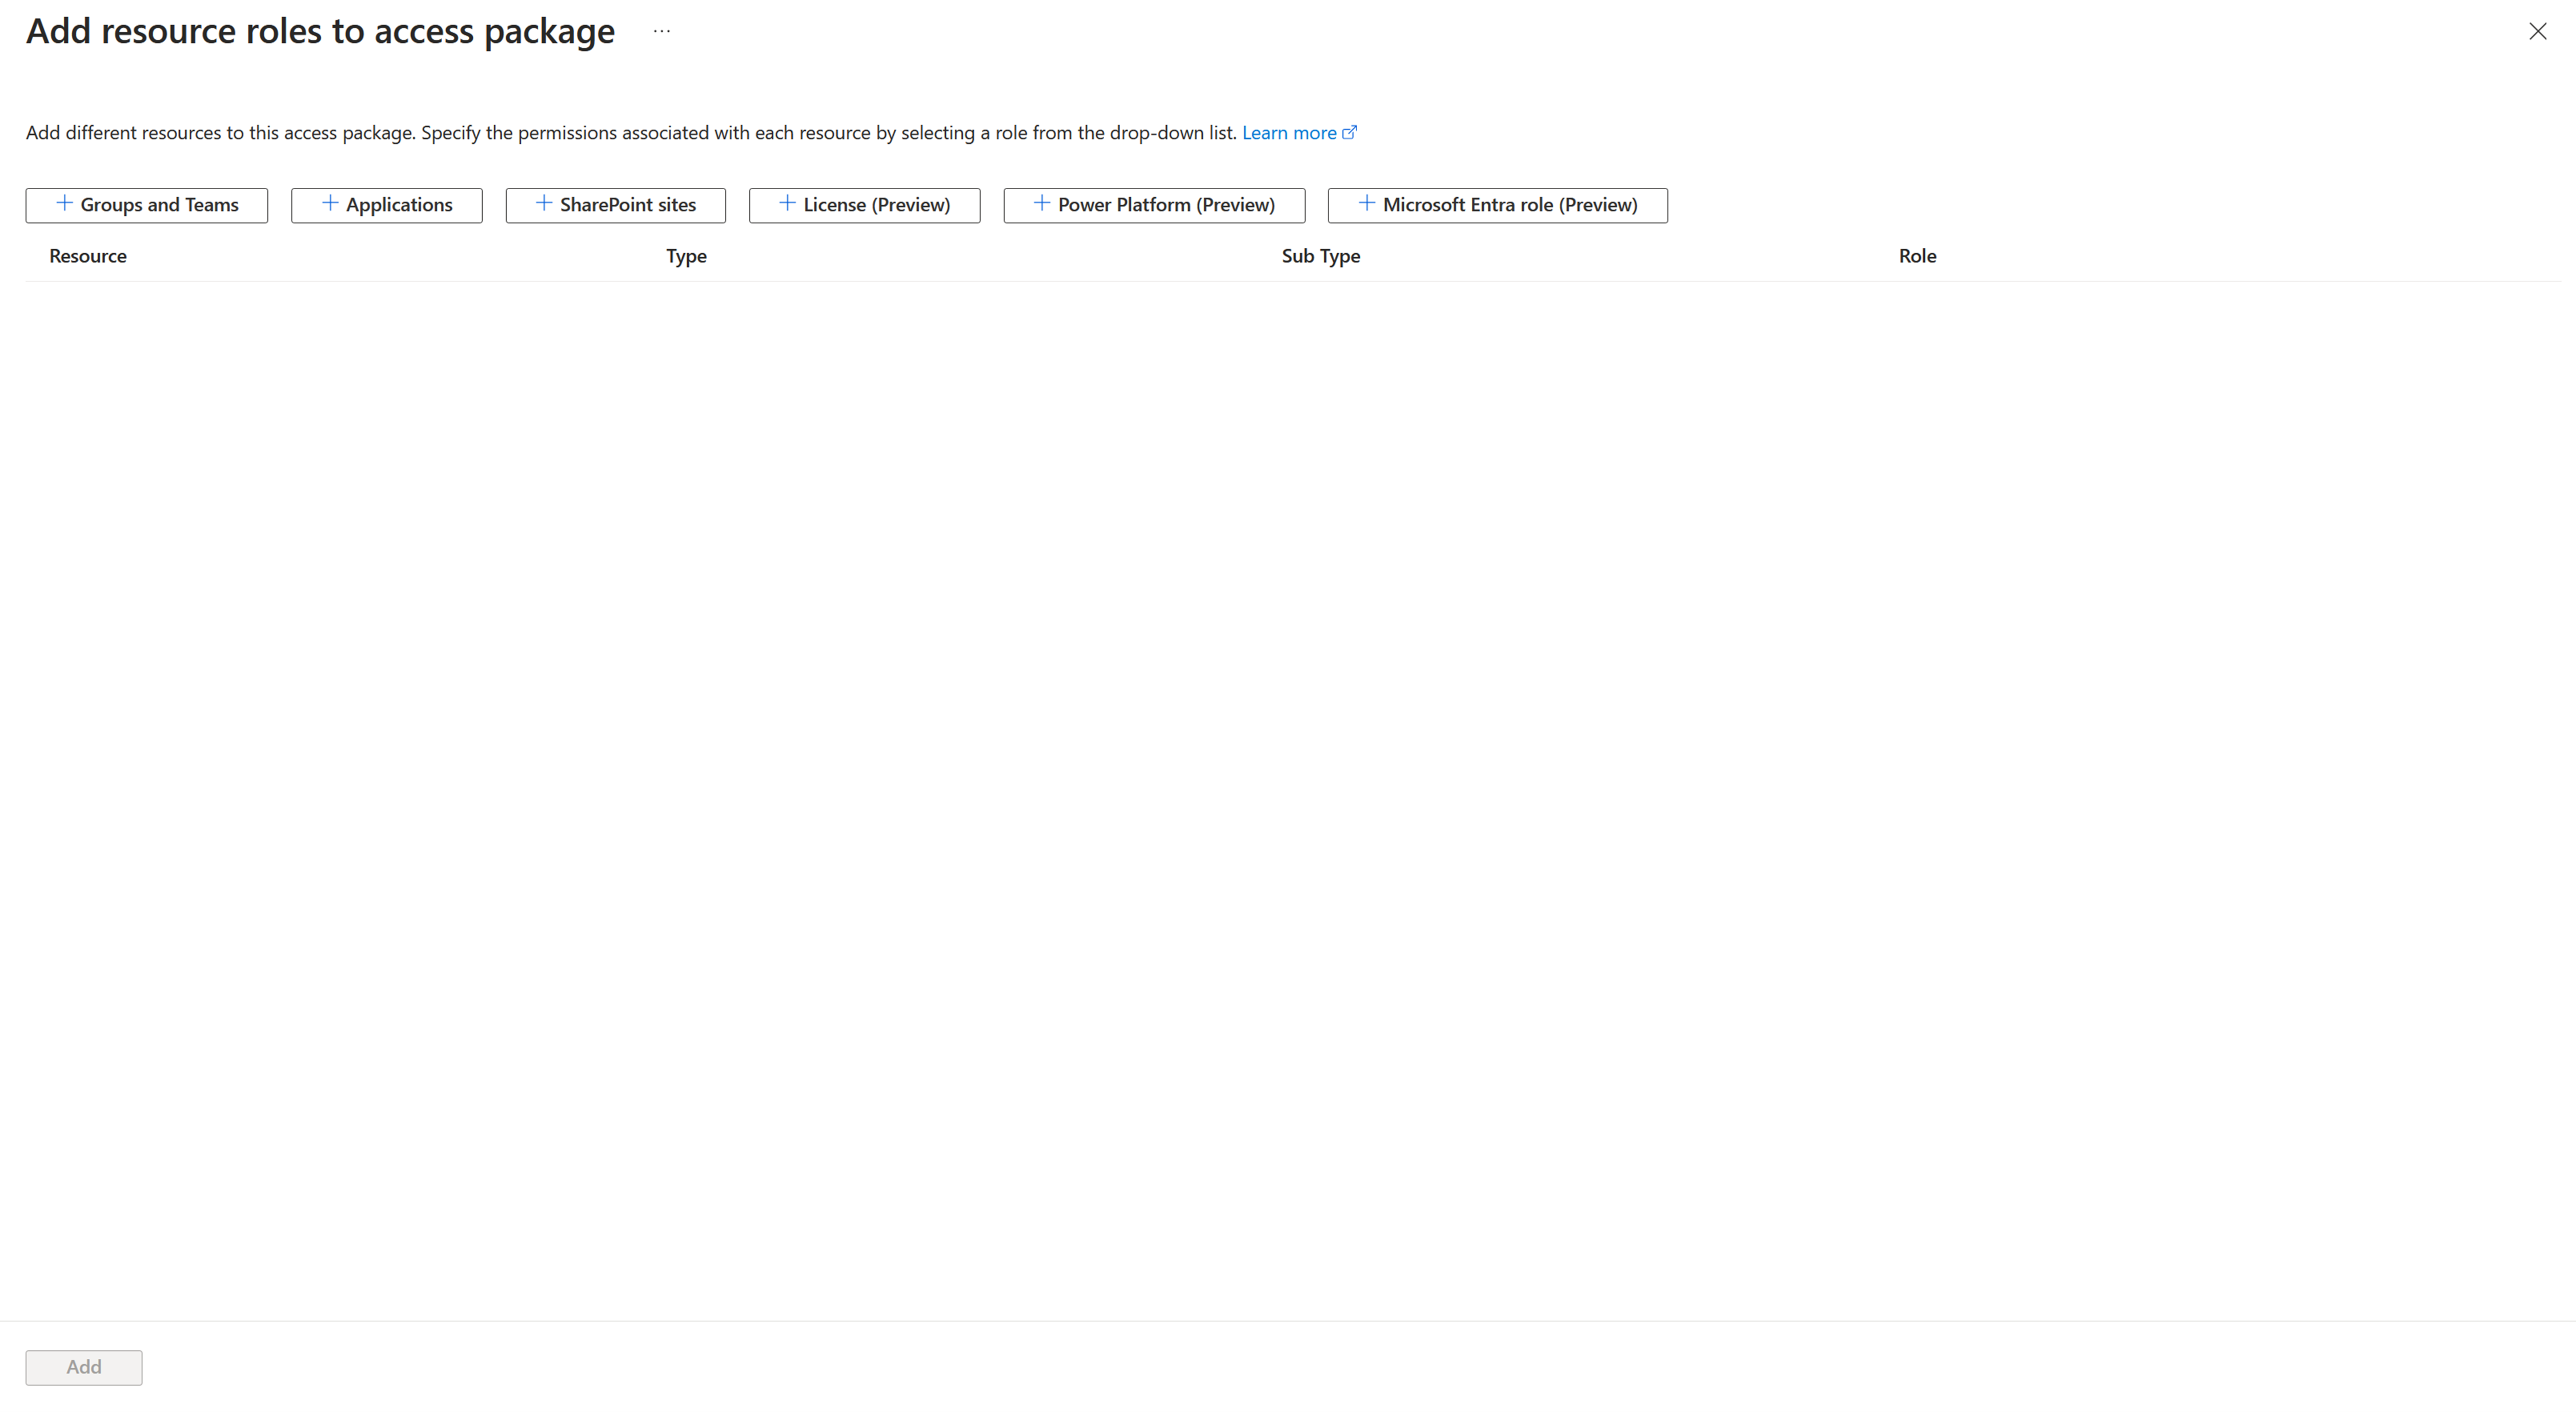 Add resource roles to access package ...
Add different resources to this access package. Specify the permissions associated with each resource by selecting a role from the drop-down list. Learn more
+ Groups and Teams + Applications + SharePoint sites + License (Preview) + Power Platform (Preview) + Microsoft Entra role (Preview)
Resource Type Sub Type Role
Add